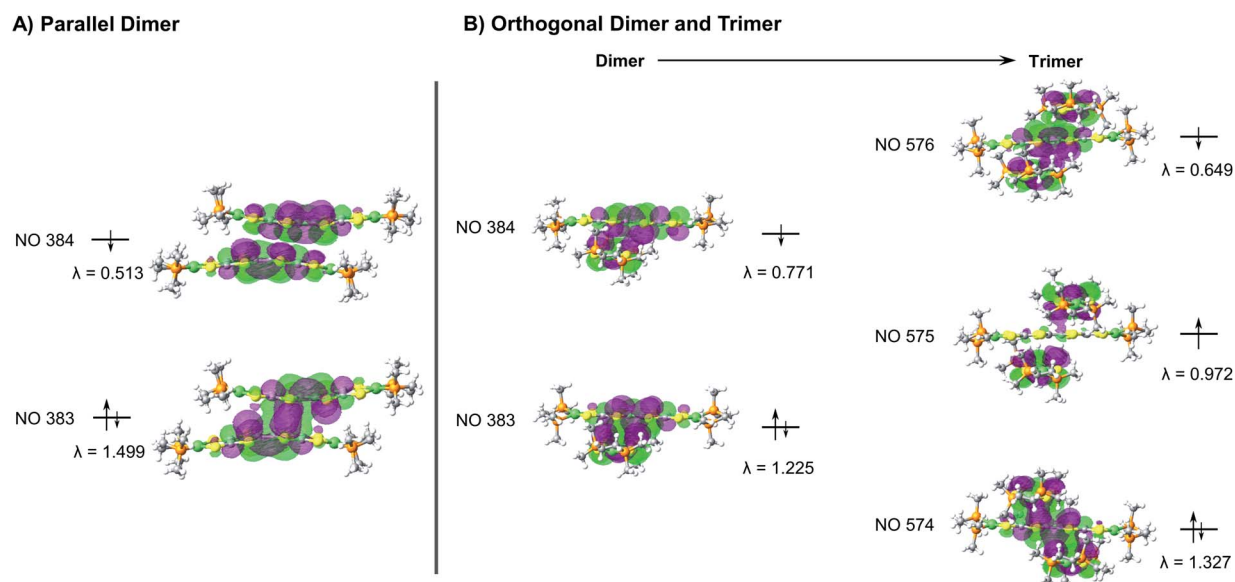 A) Parallel Dimer
NO 384
λ = 0.513
NO 383
λ = 1.499
B) Orthogonal Dimer and Trimer
Dimer
Trimer
NO 384
λ = 0.771
NO 383
λ = 1.225
NO 576
λ = 0.649
NO 575
λ = 0.972
NO 574
λ = 1.327